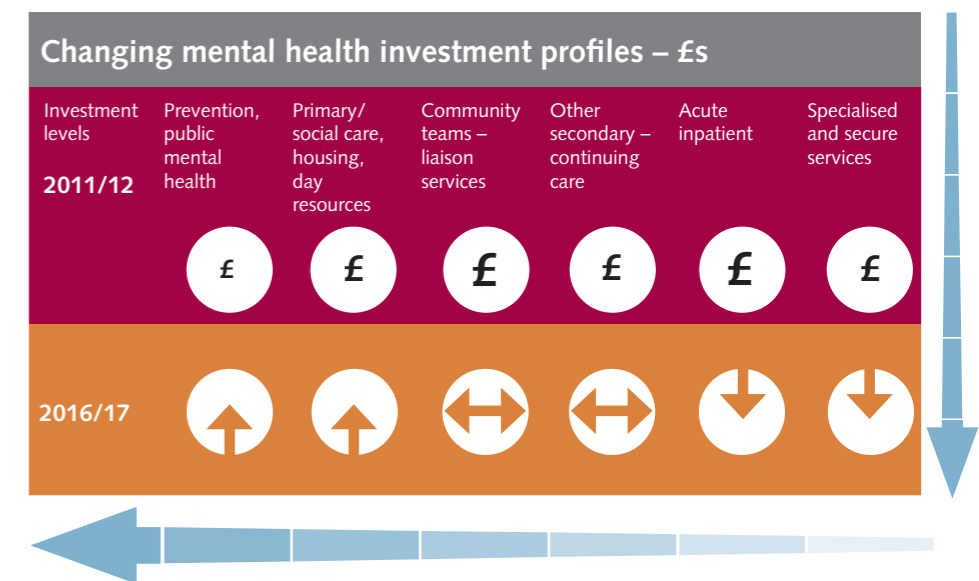 Changing mental health investment profiles – £s
Investment
levels
2011/12
Prevention,
public
mental
health
Primary/
social care,
housing,
day
resources
Community
teams –
liaison
services
Other
secondary –
continuing
care
Acute
inpatient
Specialised
and secure
services
£ £ £ £ £ £
2016/17